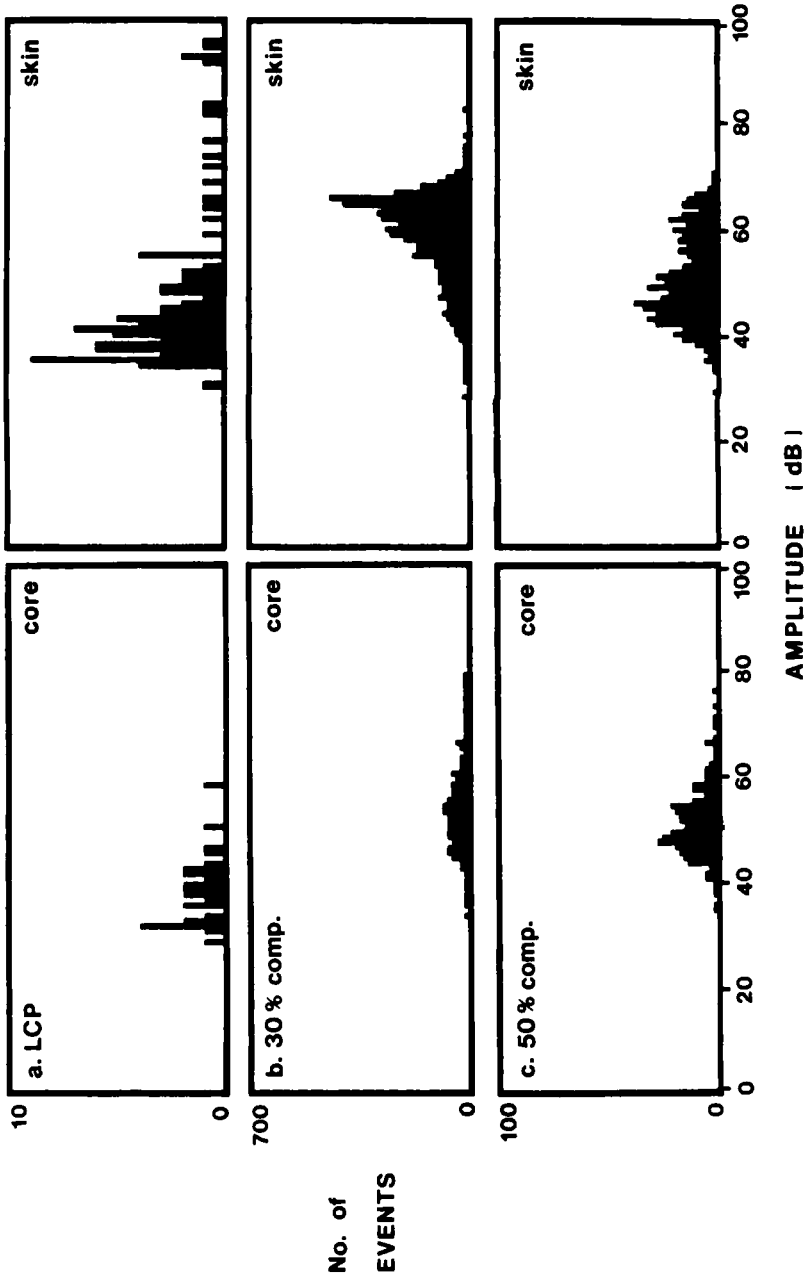 10
a. LCP
core
skin
0
700
b. 30% comp.
core
skin
0
No. of
EVENTS
100
c. 50% comp.
core
skin
0
0 20 40 60 80 100
0 20 40 60 80 100
AMPLITUDE (dB)